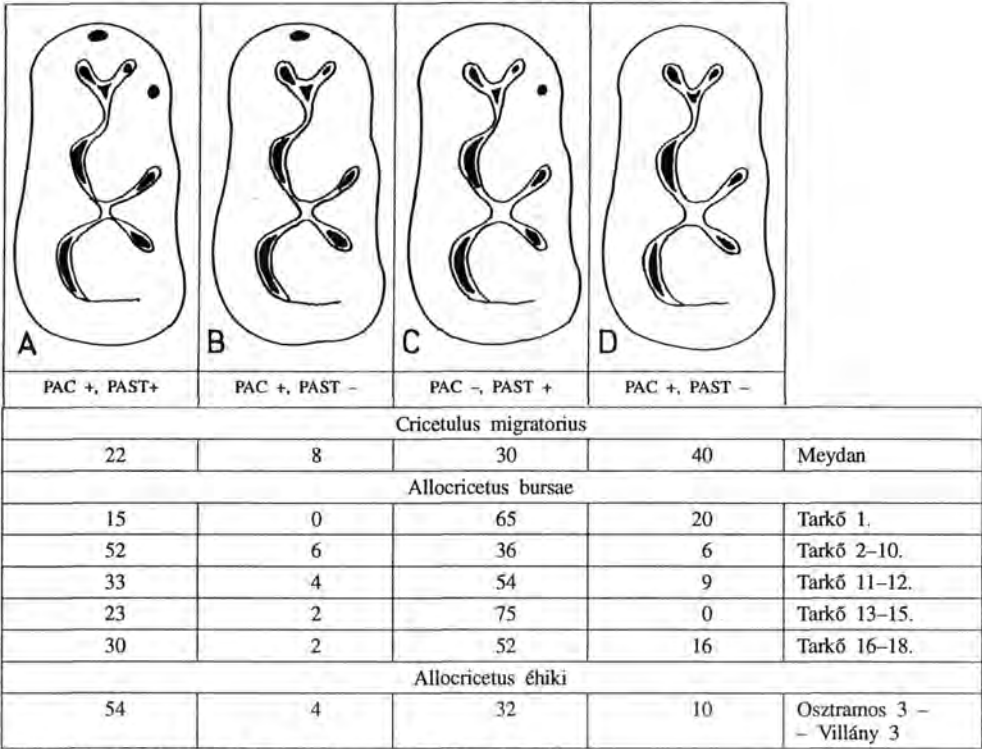 A B C D
PAC +, PAST+ PAC +, PAST – PAC –, PAST + PAC +, PAST –
Cricetulus migratorius
22 8 30 40 Meydan
Allocricetus bursae
15 0 65 20 Tarkő 1.
52 6 36 6 Tarkő 2–10.
33 4 54 9 Tarkő 11–12.
23 2 75 0 Tarkő 13–15.
30 2 52 16 Tarkő 16–18.
Allocricetus éhiki
54 4 32 10 Osztramos 3 –
– Villány 3